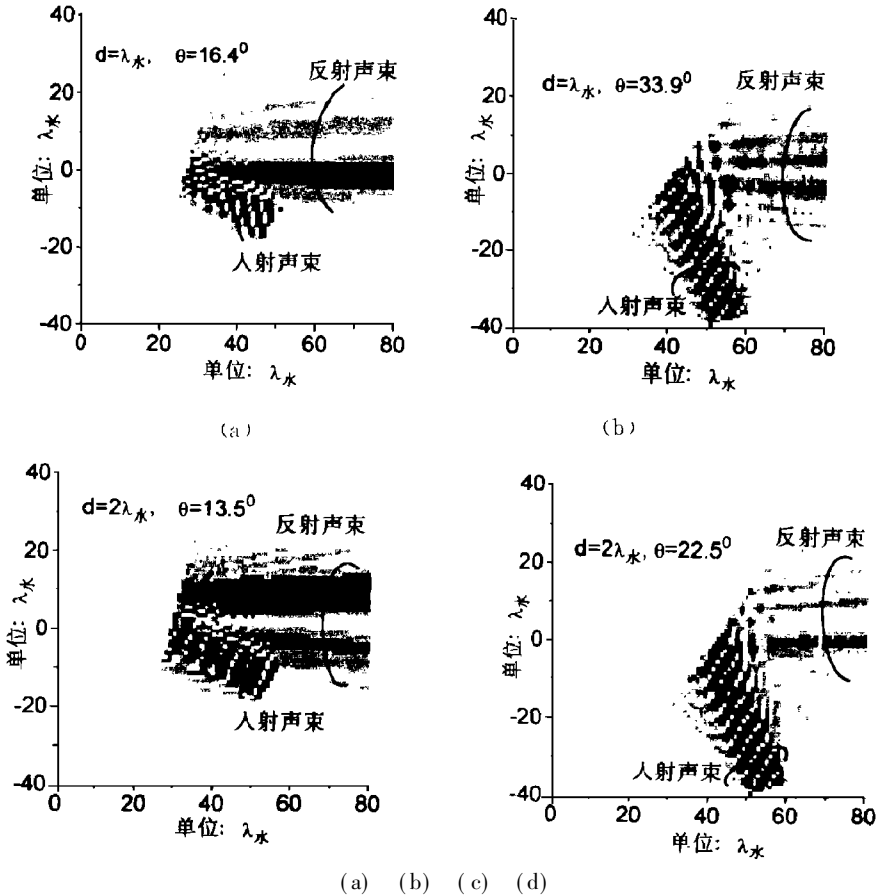 40
d=λ水, θ=16.4⁰
反射声束
20
单位: λ水
0
-20
人射声束
-40
0 20 40 60 80
单位: λ水
(a)
40
反射声束
d=λ水, θ=33.9⁰
20
单位: λ水
0
-20
人射声束
-40
0 20 40 60 80
单位: λ水
(b)
40
d=2λ水, θ=13.5⁰
反射声束
20
单位: λ水
0
-20
人射声束
-40
0 20 40 60 80
单位: λ水
40
反射声束
d=2λ水, θ=22.5⁰
20
单位: λ水
0
-20
人射声束
-40
0 20 40 60 80
单位: λ水
(a) (b) (c) (d)